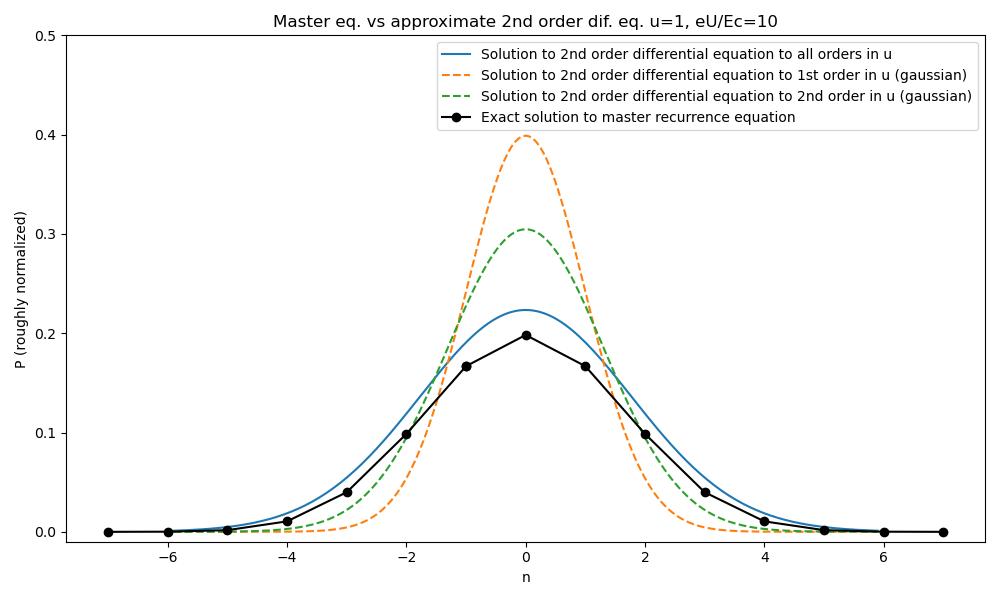 Master eq. vs approximate 2nd order dif. eq. u=1, eU/Ec=10
Solution to 2nd order differential equation to all orders in u
Solution to 2nd order differential equation to 1st order in u (gaussian)
Solution to 2nd order differential equation to 2nd order in u (gaussian)
Exact solution to master recurrence equation
P (roughly normalized)
0.5
0.4
0.3
0.2
0.1
0.0
−6 −4 −2 0 2 4 6
n